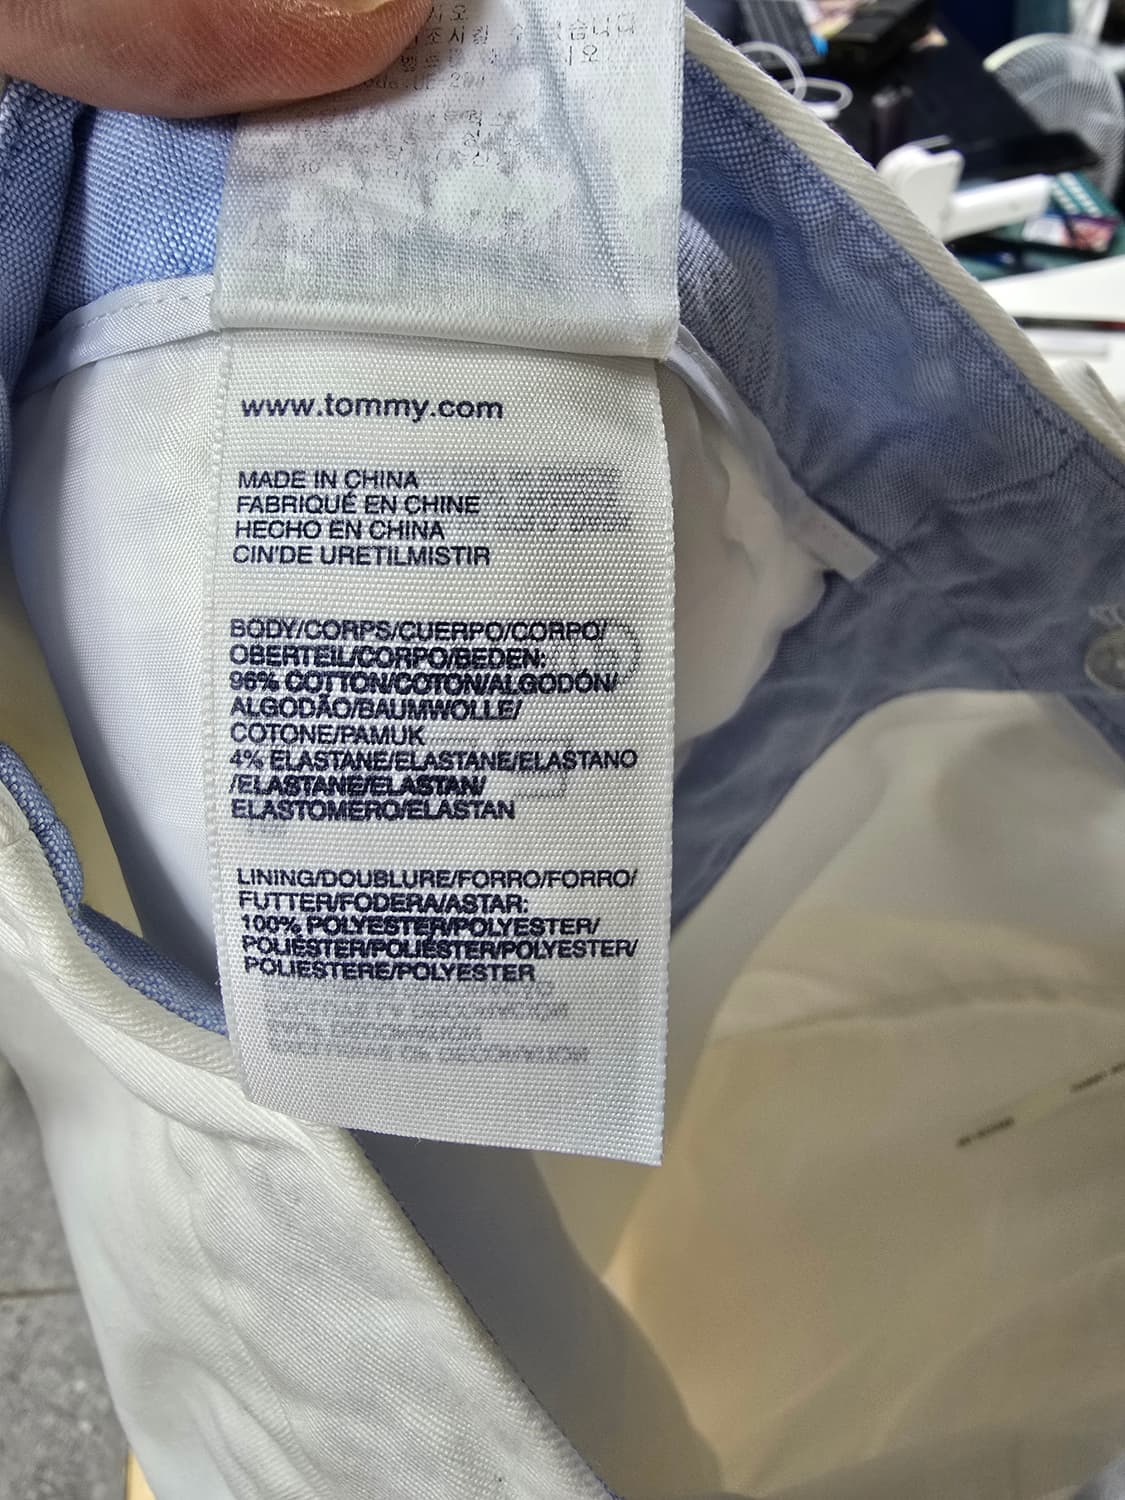 www.tommy.com
MADE IN CHINA
FABRIQUÉ EN CHINE
HECHO EN CHINA
CIN'DE URETILMISTIR
BODY/CORPS/CUERPO/CORPO/
OBERTEIL/CORPO/BEDEN:
96% COTTON/COTON/ALGODÓN/
ALGODÃO/BAUMWOLLE/
COTONE/PAMUK
4% ELASTANE/ELASTANE/ELASTANO
/ELASTANE/ELASTAN/
ELASTOMERO/ELASTAN
LINING/DOUBLURE/FORRO/FORRO/
FUTTER/FODERA/ASTAR:
100% POLYESTER/POLYESTER/
POLIÉSTER/POLIÉSTER/POLYESTER/
POLIESTERE/POLYESTER